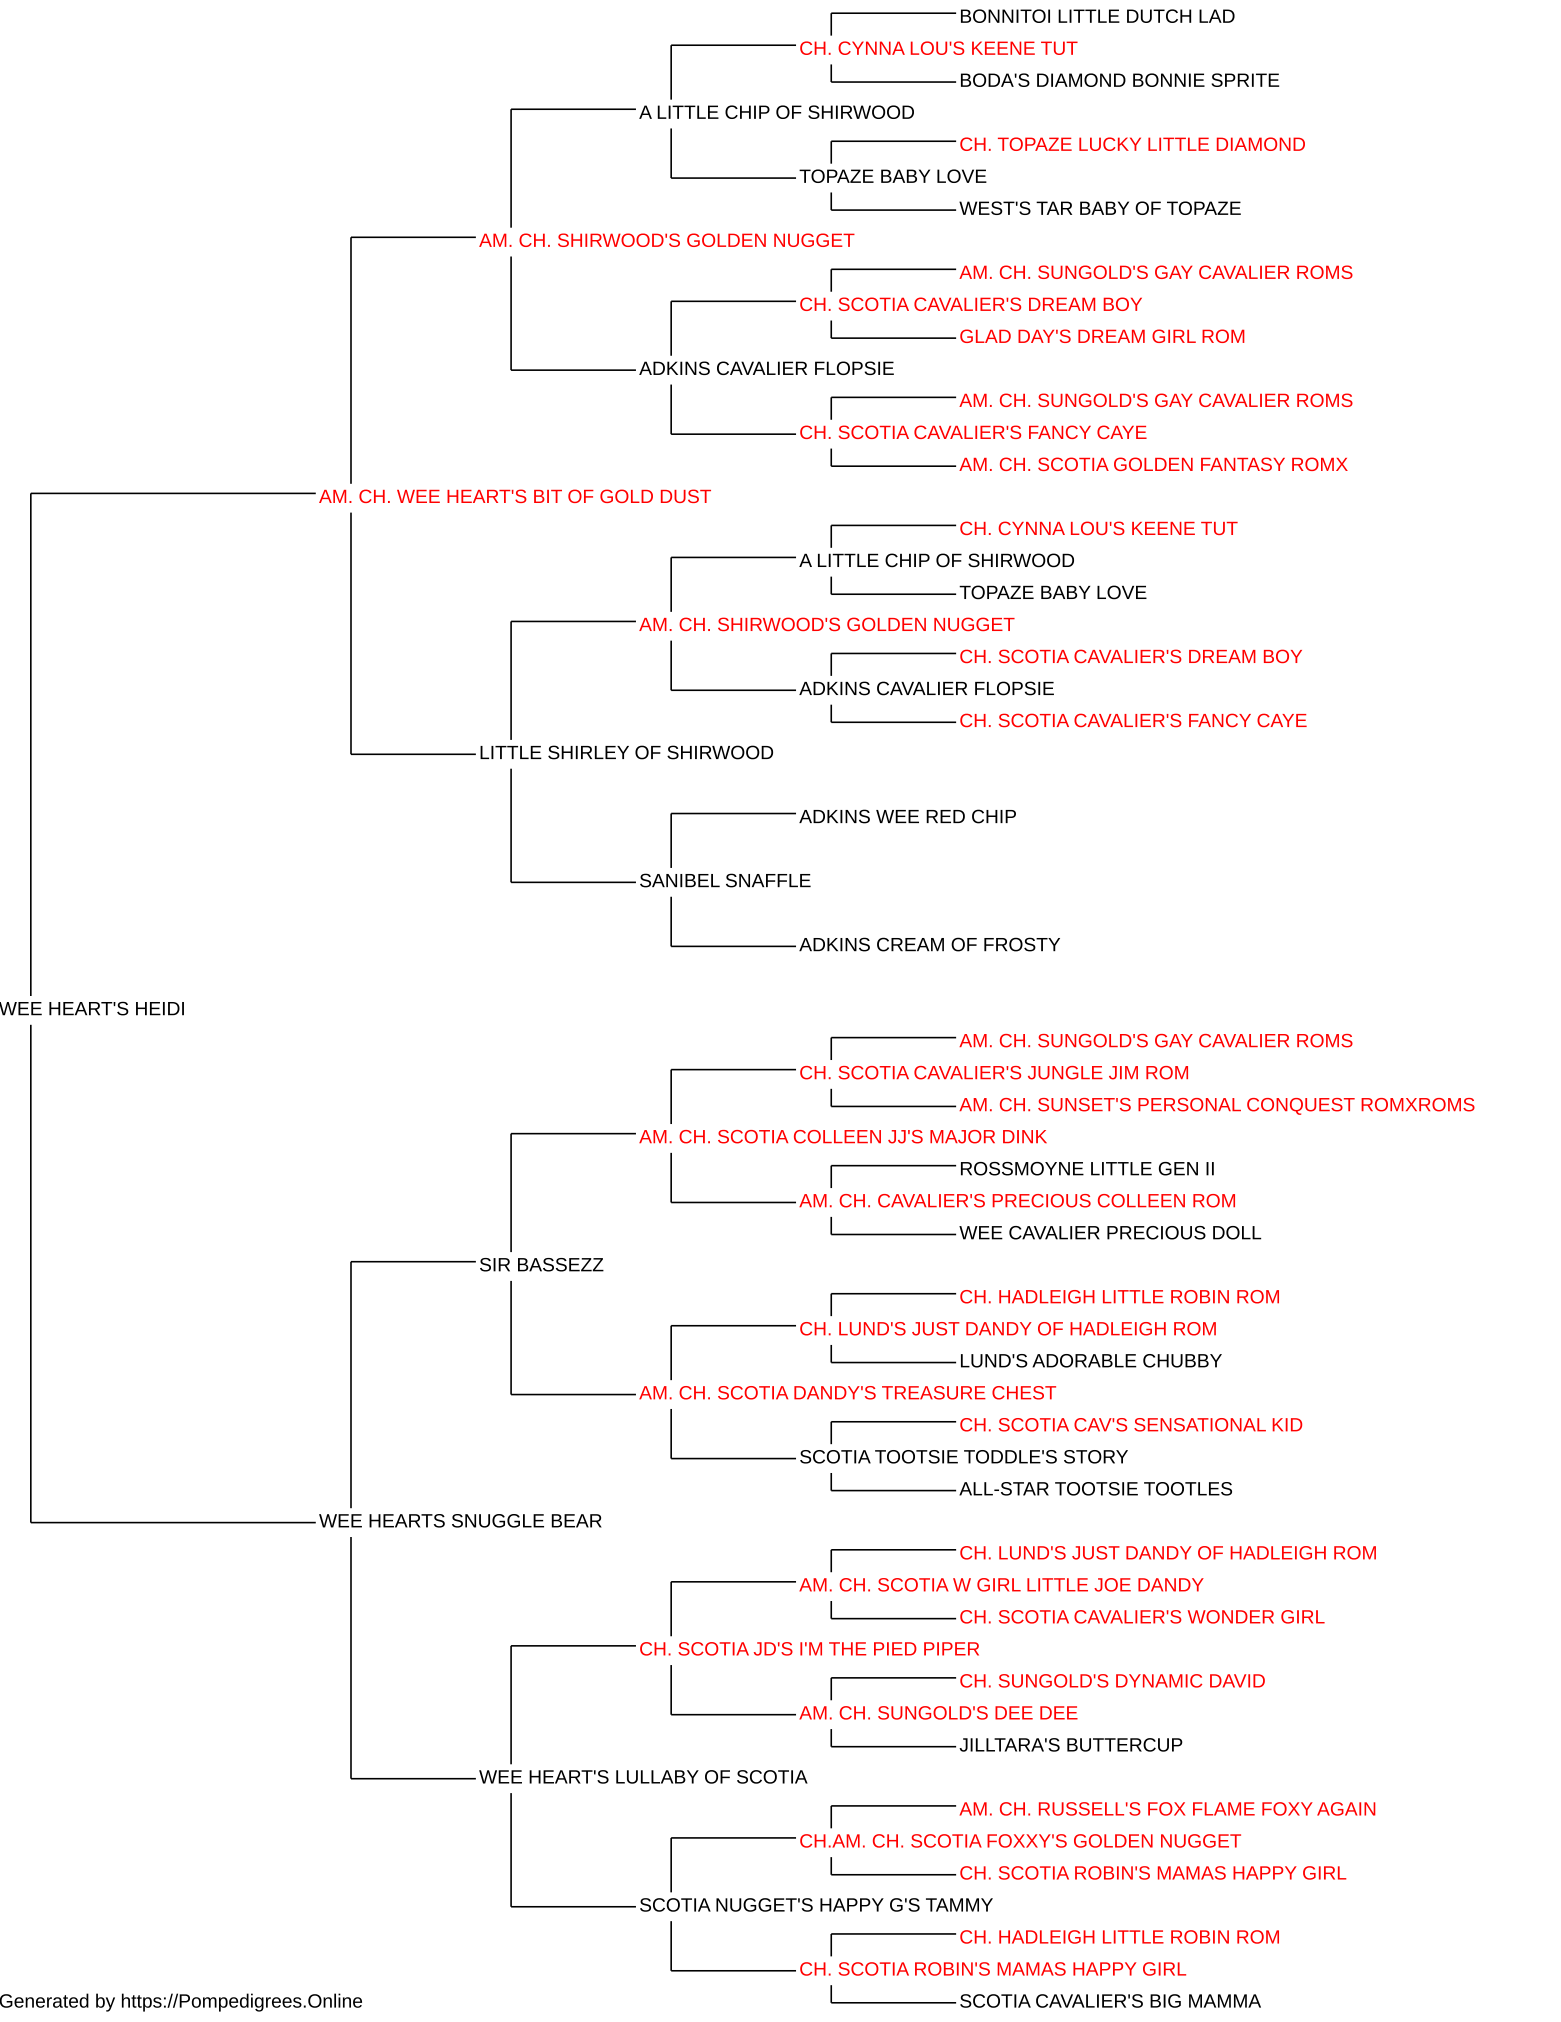 BONNITOI LITTLE DUTCH LAD
CH. CYNNA LOU'S KEENE TUT
BODA'S DIAMOND BONNIE SPRITE
A LITTLE CHIP OF SHIRWOOD
CH. TOPAZE LUCKY LITTLE DIAMOND
TOPAZE BABY LOVE
WEST'S TAR BABY OF TOPAZE
AM. CH. SHIRWOOD'S GOLDEN NUGGET
AM. CH. SUNGOLD'S GAY CAVALIER ROMS
CH. SCOTIA CAVALIER'S DREAM BOY
GLAD DAY'S DREAM GIRL ROM
ADKINS CAVALIER FLOPSIE
AM. CH. SUNGOLD'S GAY CAVALIER ROMS
CH. SCOTIA CAVALIER'S FANCY CAYE
AM. CH. SCOTIA GOLDEN FANTASY ROMX
AM. CH. WEE HEART'S BIT OF GOLD DUST
CH. CYNNA LOU'S KEENE TUT
A LITTLE CHIP OF SHIRWOOD
TOPAZE BABY LOVE
AM. CH. SHIRWOOD'S GOLDEN NUGGET
CH. SCOTIA CAVALIER'S DREAM BOY
ADKINS CAVALIER FLOPSIE
CH. SCOTIA CAVALIER'S FANCY CAYE
LITTLE SHIRLEY OF SHIRWOOD
ADKINS WEE RED CHIP
SANIBEL SNAFFLE
ADKINS CREAM OF FROSTY
WEE HEART'S HEIDI
AM. CH. SUNGOLD'S GAY CAVALIER ROMS
CH. SCOTIA CAVALIER'S JUNGLE JIM ROM
AM. CH. SUNSET'S PERSONAL CONQUEST ROMXROMS
AM. CH. SCOTIA COLLEEN JJ'S MAJOR DINK
ROSSMOYNE LITTLE GEN II
AM. CH. CAVALIER'S PRECIOUS COLLEEN ROM
WEE CAVALIER PRECIOUS DOLL
SIR BASSEZZ
CH. HADLEIGH LITTLE ROBIN ROM
CH. LUND'S JUST DANDY OF HADLEIGH ROM
LUND'S ADORABLE CHUBBY
AM. CH. SCOTIA DANDY'S TREASURE CHEST
CH. SCOTIA CAV'S SENSATIONAL KID
SCOTIA TOOTSIE TODDLE'S STORY
ALL-STAR TOOTSIE TOOTLES
WEE HEARTS SNUGGLE BEAR
CH. LUND'S JUST DANDY OF HADLEIGH ROM
AM. CH. SCOTIA W GIRL LITTLE JOE DANDY
CH. SCOTIA CAVALIER'S WONDER GIRL
CH. SCOTIA JD'S I'M THE PIED PIPER
CH. SUNGOLD'S DYNAMIC DAVID
AM. CH. SUNGOLD'S DEE DEE
JILLTARA'S BUTTERCUP
WEE HEART'S LULLABY OF SCOTIA
AM. CH. RUSSELL'S FOX FLAME FOXY AGAIN
CH.AM. CH. SCOTIA FOXXY'S GOLDEN NUGGET
CH. SCOTIA ROBIN'S MAMAS HAPPY GIRL
SCOTIA NUGGET'S HAPPY G'S TAMMY
CH. HADLEIGH LITTLE ROBIN ROM
CH. SCOTIA ROBIN'S MAMAS HAPPY GIRL
SCOTIA CAVALIER'S BIG MAMMA
Generated by https://Pompedigrees.Online